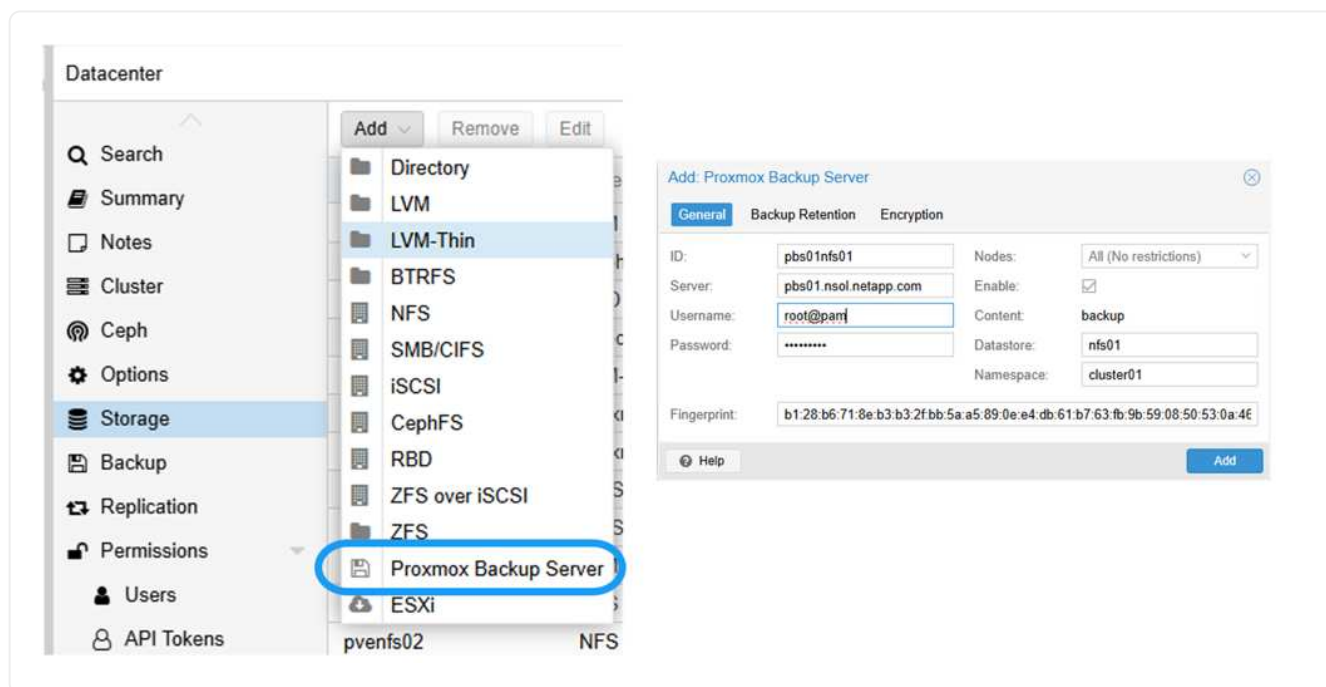 Datacenter
Search
Summary
Notes
Cluster
Ceph
Options
Storage
Backup
Replication
Permissions
Users
API Tokens
Add Remove Edit
Directory
LVM
LVM-Thin
BTRFS
NFS
SMB/CIFS
iSCSI
CephFS
RBD
ZFS over iSCSI
ZFS
Proxmox Backup Server
ESXi
pvenfs02 NFS
Add: Proxmox Backup Server
General Backup Retention Encryption
ID: pbs01nfs01 Nodes: All (No restrictions)
Server: pbs01.nsol.netapp.com Enable:
Username: root@pam Content: backup
Password: ••••••••• Datastore: nfs01
Namespace: cluster01
Fingerprint: b1:28:b6:71:8e:b3:b3:2f:bb:5a:a5:89:0e:e4:db:61:b7:63:fb:9b:59:08:50:53:0a:46
Help Add